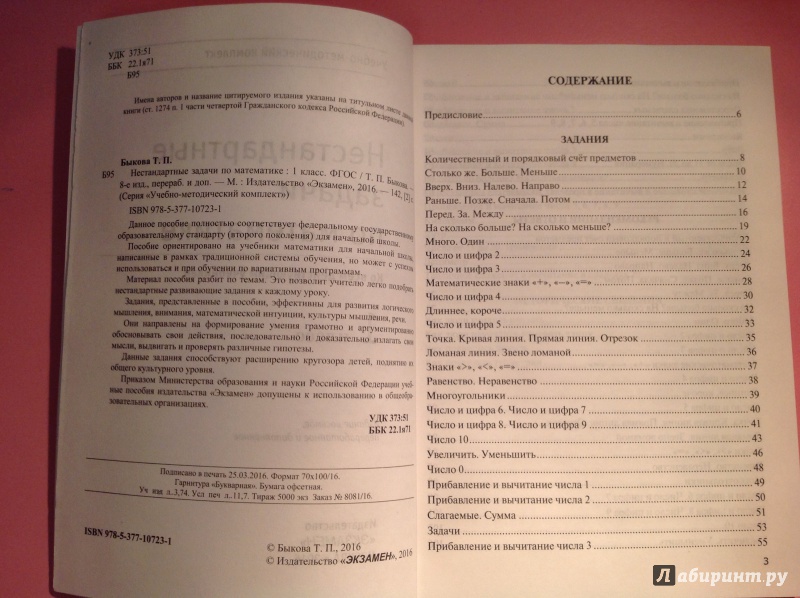 УДК 373:51
ББК 22.1я71
Б95
Имена авторов и название цитируемого издания указаны на титульном листе данной
книги (ст. 1274 п. 1 части четвертой Гражданского кодекса Российской Федерации)
Быкова Т. П.
Б95 Нестандартные задачи по математике : 1 класс. ФГОС / Т. П. Быкова. —
8-е изд., перераб. и доп. — М. : Издательство «Экзамен», 2016. — 142, [2] с.
(Серия «Учебно-методический комплект»)
ISBN 978-5-377-10723-1
Данное пособие полностью соответствует федеральному государственному
образовательному стандарту (второго поколения) для начальной школы.
Пособие ориентировано на учебники математики для начальной школы,
написанные в рамках традиционной системы обучения, но может с успехом
использоваться и при обучении по вариативным программам.
Материал пособия разбит по темам. Это позволит учителю легко подобрать
нестандартные развивающие задания к каждому уроку.
Задания, представленные в пособии, эффективны для развития логического
мышления, внимания, математической интуиции, культуры мышления, речи.
Они направлены на формирование умения грамотно и аргументированно
обосновывать свои действия, последовательно и доказательно излагать свои
мысли, выдвигать и проверять различные гипотезы.
Данные задания способствуют расширению кругозора детей, поднятию их
общего культурного уровня.
Приказом Министерства образования и науки Российской Федерации учеб-
ные пособия издательства «Экзамен» допущены к использованию в общеобра-
зовательных организациях.
УДК 373:51
ББК 22.1я71
Подписано в печать 25.03.2016. Формат 70х100/16.
Гарнитура «Букварная». Бумага офсетная.
Уч изд л.3,74. Усл печ л..11,7. Тираж 5000 экз Заказ № 8081/16.
ISBN 978-5-377-10723-1
© Быкова Т. П., 2016
© Издательство «ЭКЗАМЕН», 2016
СОДЕРЖАНИЕ
Предисловие 6
ЗАДАНИЯ
Количественный и порядковый счёт предметов 8
Столько же. Больше. Меньше 10
Вверх. Вниз. Налево. Направо 12
Раньше. Позже. Сначала. Потом 14
Перед. За. Между 16
На сколько больше? На сколько меньше? 19
Много. Один 22
Число и цифра 2 24
Число и цифра 3 26
Математические знаки «+», «–», «=» 28
Число и цифра 4 30
Длиннее, короче 32
Число и цифра 5 33
Точка. Кривая линия. Прямая линия. Отрезок 35
Ломаная линия. Звено ломаной 36
Знаки «>», «<», «=» 37
Равенство. Неравенство 38
Многоугольники 39
Число и цифра 6. Число и цифра 7 40
Число и цифра 8. Число и цифра 9 41
Число 10 43
Увеличить. Уменьшить 46
Число 0 48
Прибавление и вычитание числа 1 49
Прибавление и вычитание числа 2 50
Слагаемые. Сумма 51
Задачи 53
Прибавление и вычитание числа 3 55
3
Лабиринт.ру